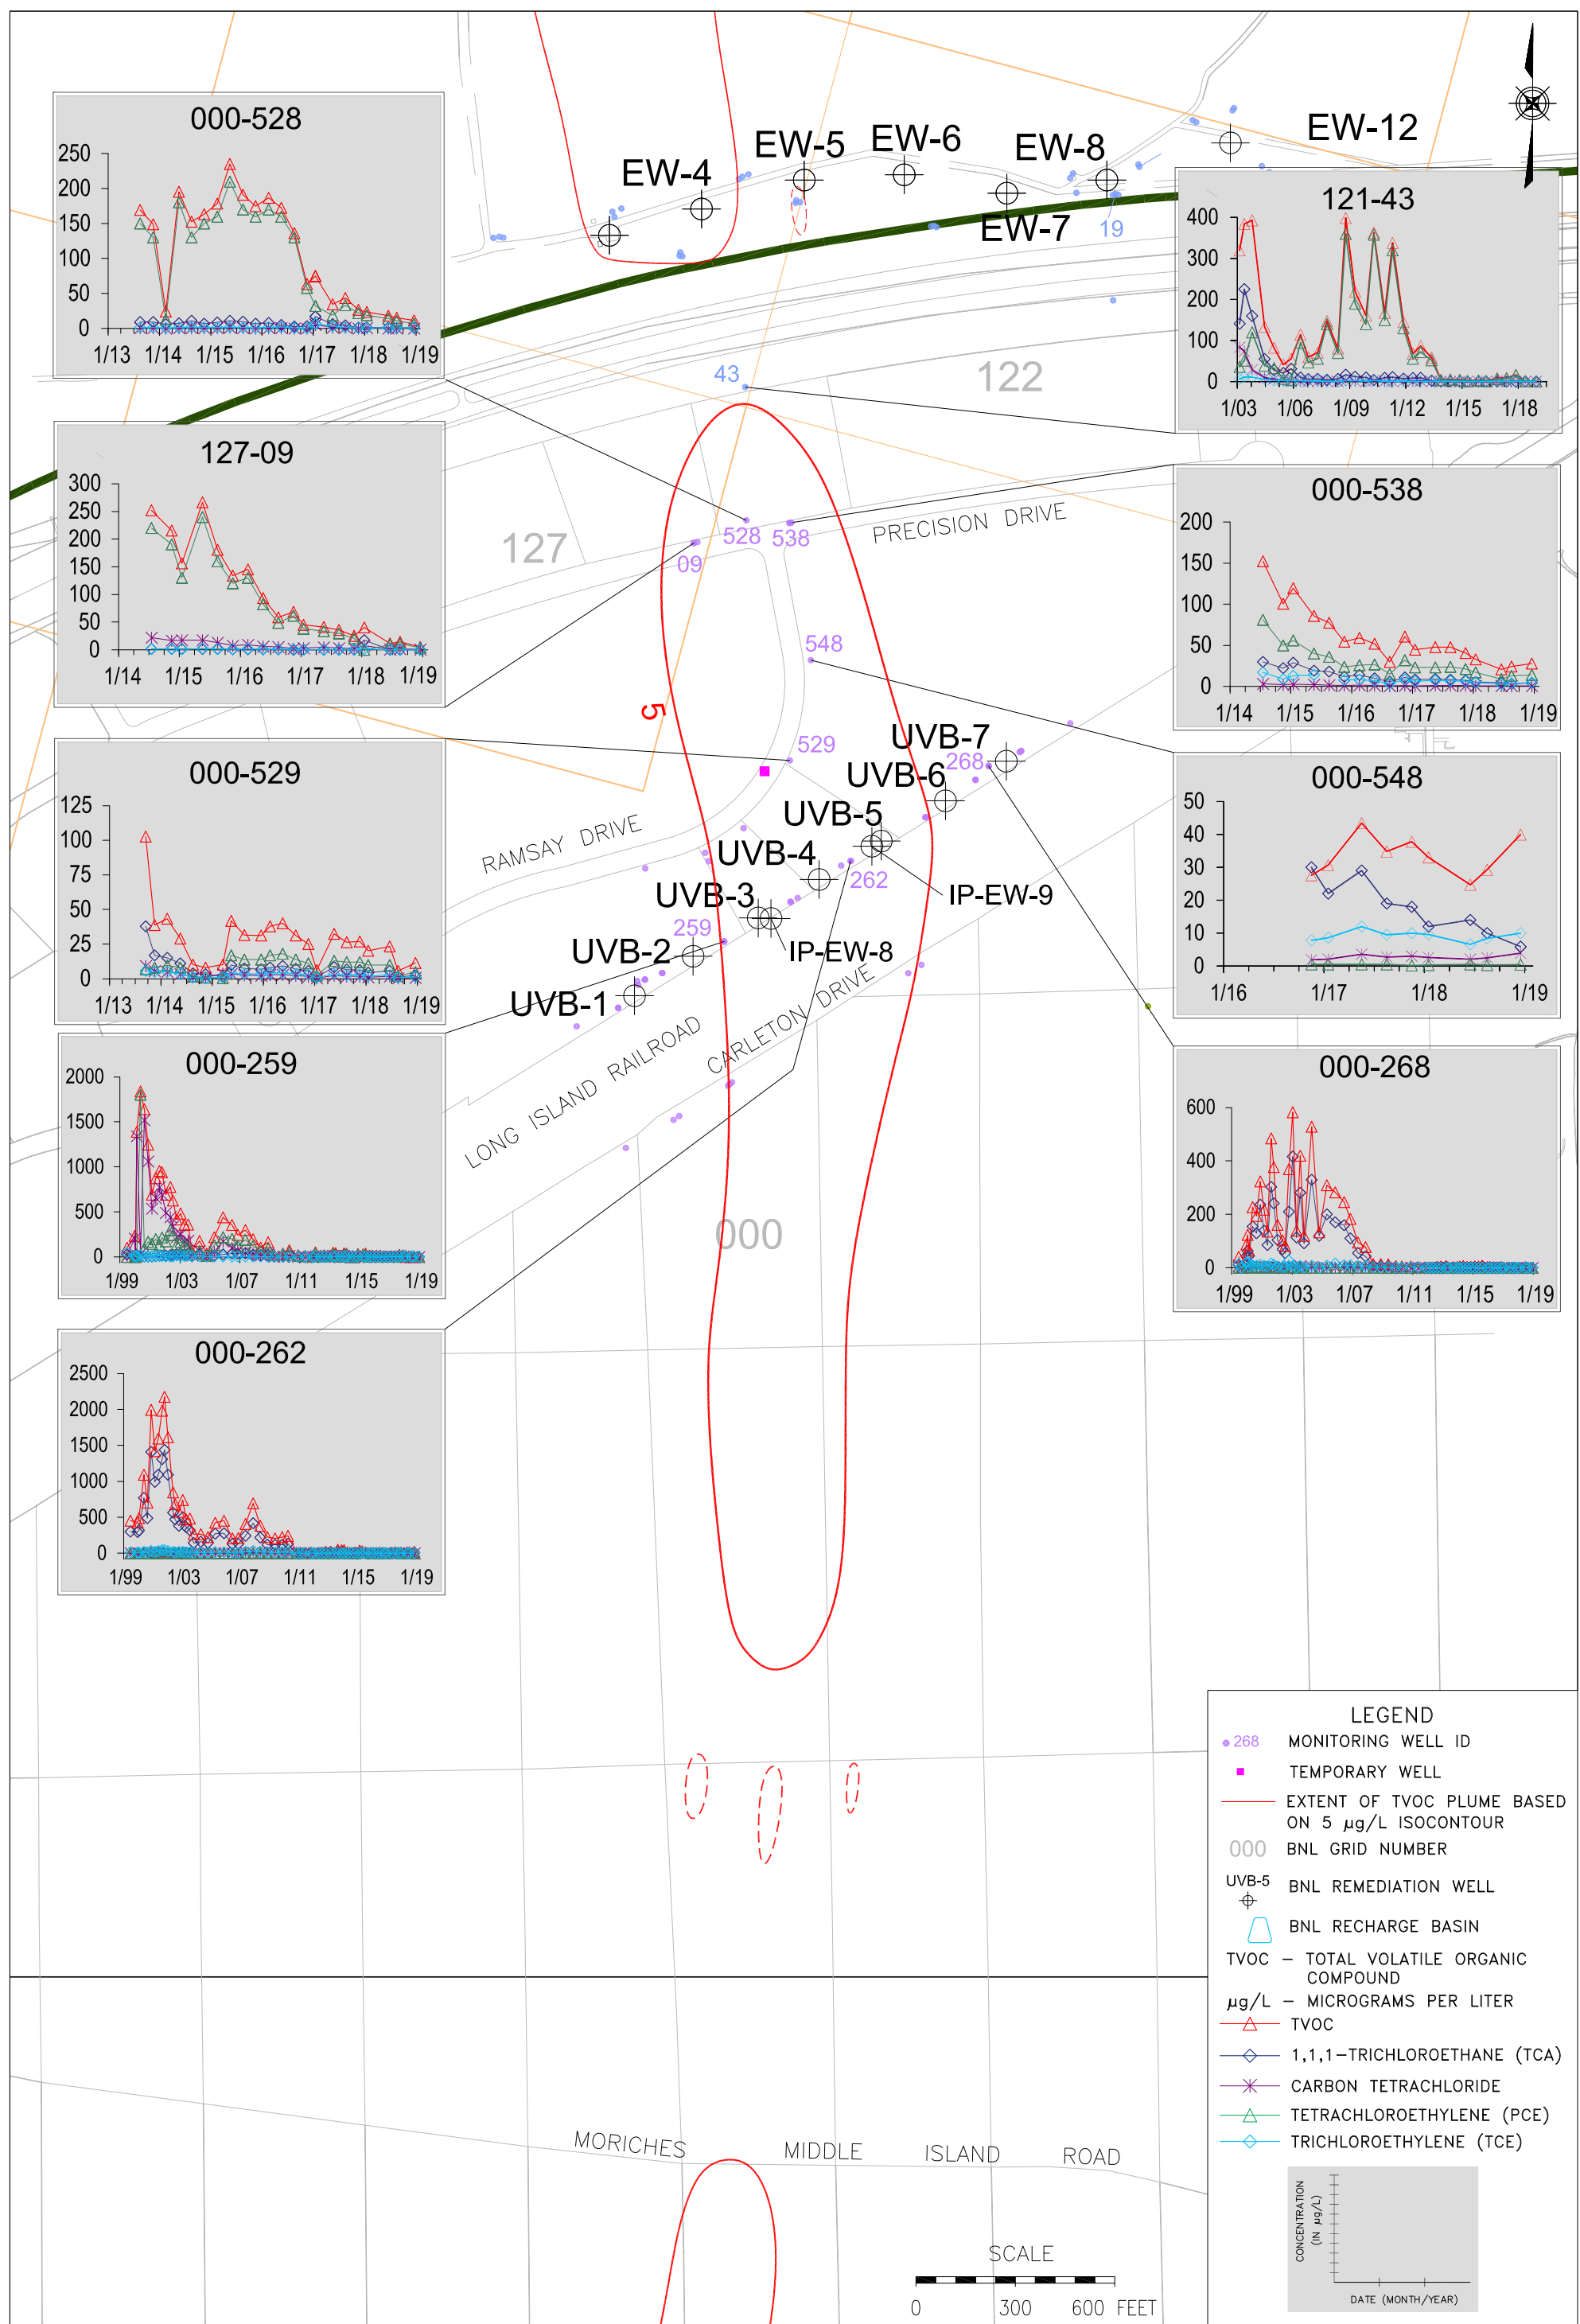 000-528
250
200
150
100
50
0
1/13 1/14 1/15 1/16 1/17 1/18 1/19
EW-4
EW-5
EW-6
EW-7
EW-8
EW-12
19
121-43
400
300
200
100
0
1/03 1/06 1/09 1/12 1/15 1/18
43
122
127-09
300
250
200
150
100
50
0
1/14 1/15 1/16 1/17 1/18 1/19
127
528
538
09
PRECISION DRIVE
000-538
200
150
100
50
0
1/14 1/15 1/16 1/17 1/18 1/19
548
5
529
000-529
125
100
75
50
25
0
1/13 1/14 1/15 1/16 1/17 1/18 1/19
UVB-7
268
UVB-6
UVB-5
UVB-4
262
UVB-3
IP-EW-9
259
UVB-2
IP-EW-8
UVB-1
RAMSAY DRIVE
LONG ISLAND RAILROAD
CARLETON DRIVE
000-548
50
40
30
20
10
0
1/16 1/17 1/18 1/19
000-259
2000
1500
1000
500
0
1/99 1/03 1/07 1/11 1/15 1/19
000-268
600
400
200
0
1/99 1/03 1/07 1/11 1/15 1/19
000
000-262
2500
2000
1500
1000
500
0
1/99 1/03 1/07 1/11 1/15 1/19
LEGEND
268 MONITORING WELL ID
TEMPORARY WELL
EXTENT OF TVOC PLUME BASED
ON 5 µg/L ISOCONTOUR
000 BNL GRID NUMBER
UVB-5 BNL REMEDIATION WELL
BNL RECHARGE BASIN
TVOC – TOTAL VOLATILE ORGANIC
COMPOUND
µg/L – MICROGRAMS PER LITER
TVOC
1,1,1–TRICHLOROETHANE (TCA)
CARBON TETRACHLORIDE
TETRACHLOROETHYLENE (PCE)
TRICHLOROETHYLENE (TCE)
CONCENTRATION
(IN µg/L)
DATE (MONTH/YEAR)
MORICHES MIDDLE ISLAND ROAD
SCALE
0 300 600 FEET